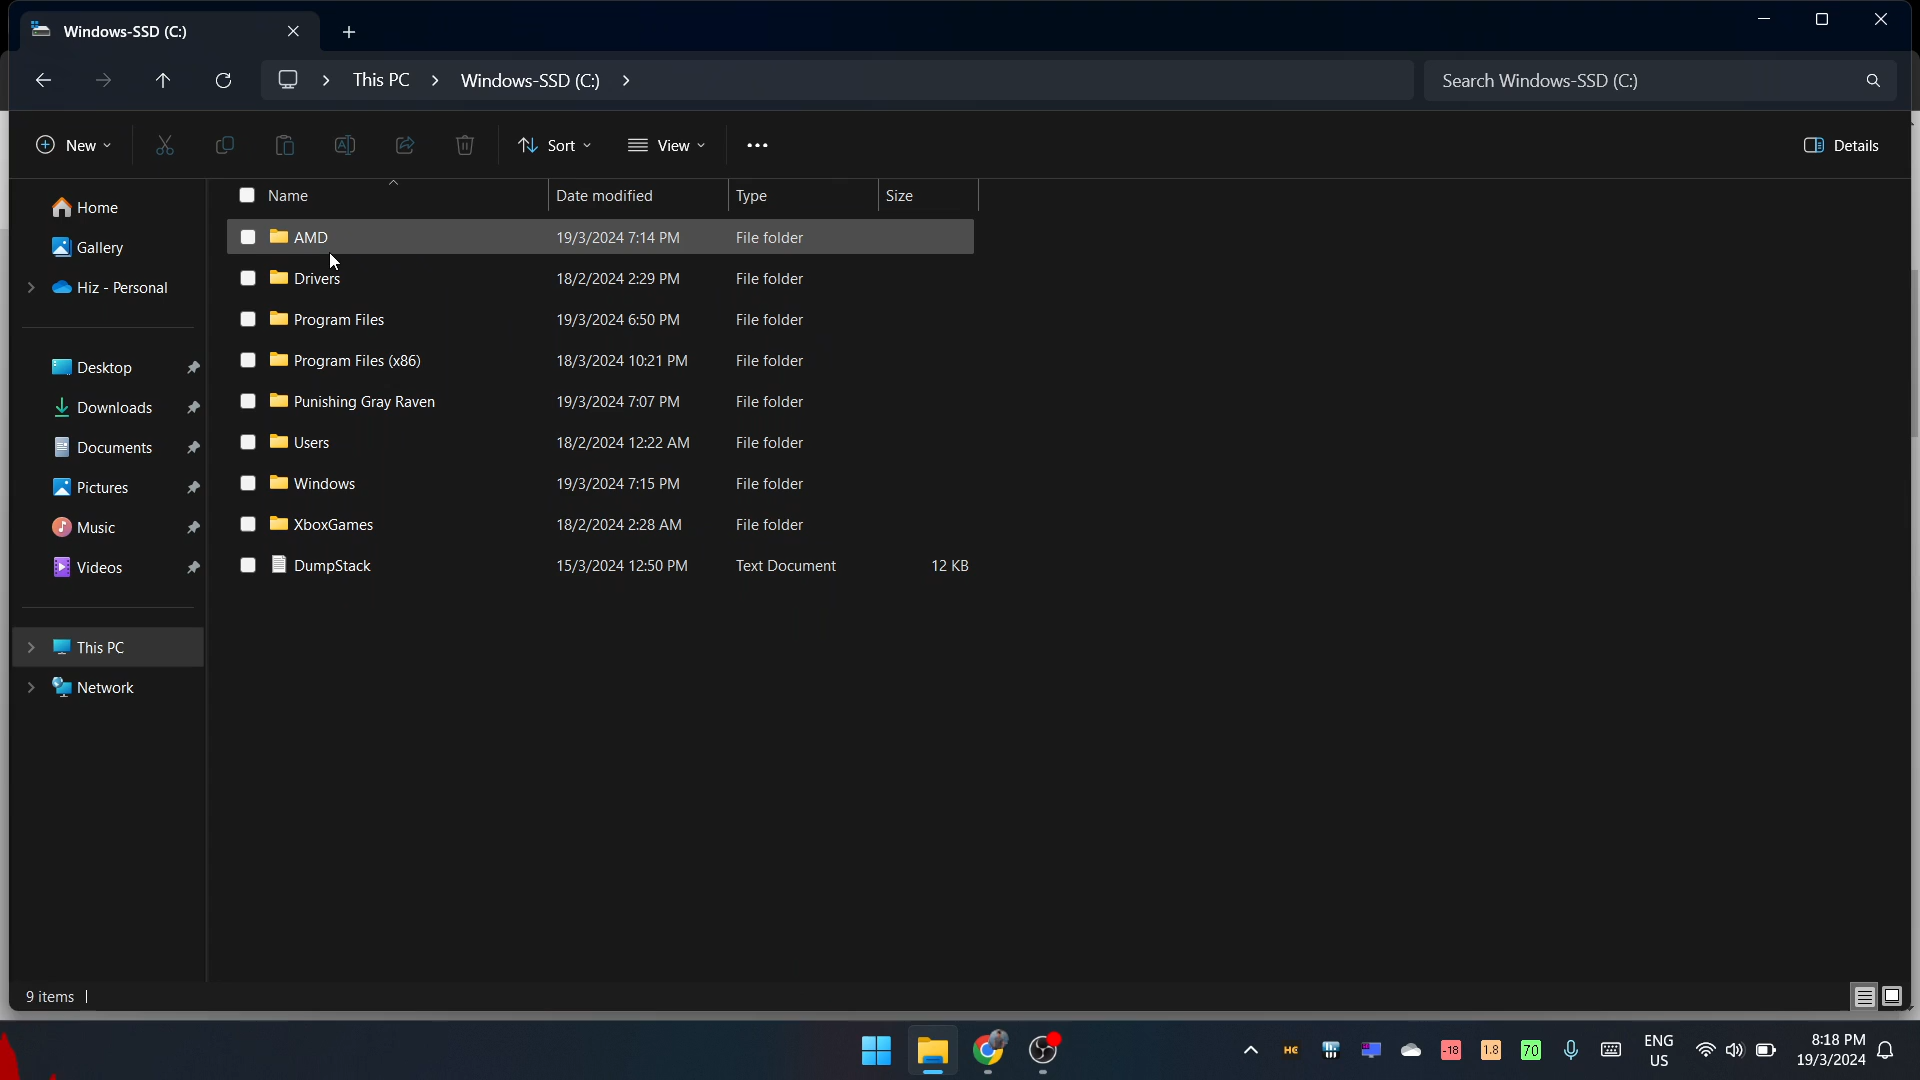 Windows-SSD (C:)
This PC
Windows-SSD (C:)
Search Windows-SSD (C:)
New
Sort
View
Details
Name
Date modified
Type
Size
Home
Gallery
Hiz - Personal
Desktop
Downloads
Documents
Pictures
Music
Videos
This PC
Network
AMD 19/3/2024 7:14 PM File folder
Drivers 18/2/2024 2:29 PM File folder
Program Files 19/3/2024 6:50 PM File folder
Program Files (x86) 18/3/2024 10:21 PM File folder
Punishing Gray Raven 19/3/2024 7:07 PM File folder
Users 18/2/2024 12:22 AM File folder
Windows 19/3/2024 7:15 PM File folder
XboxGames 18/2/2024 2:28 AM File folder
DumpStack 15/3/2024 12:50 PM Text Document 12 KB
9 items
HC
-18
1.8
70
ENG
US
8:18 PM
19/3/2024